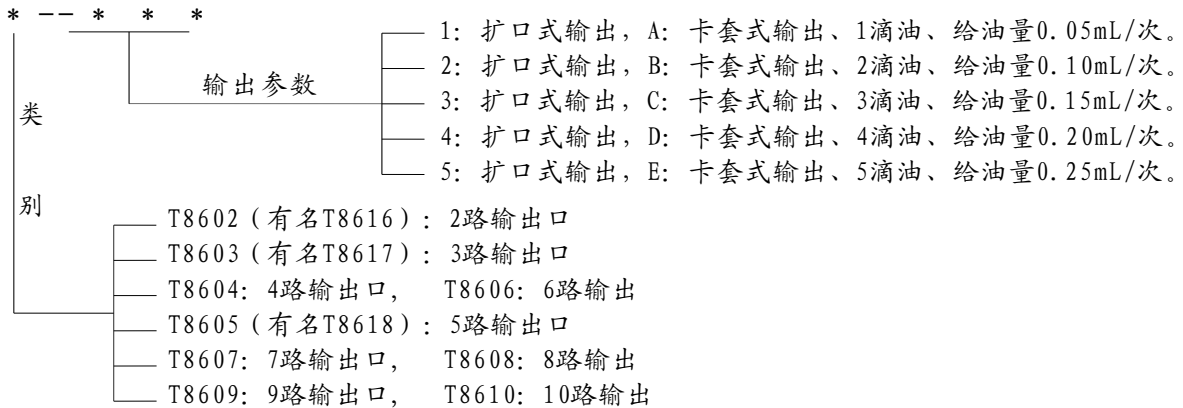 * -- * * *
1: 扩口式输出, A: 卡套式输出、1滴油、给油量0.05mL/次。
2: 扩口式输出, B: 卡套式输出、2滴油、给油量0.10mL/次。
输出参数
3: 扩口式输出, C: 卡套式输出、3滴油、给油量0.15mL/次。
4: 扩口式输出, D: 卡套式输出、4滴油、给油量0.20mL/次。
5: 扩口式输出, E: 卡套式输出、5滴油、给油量0.25mL/次。
类
别
T8602（有名T8616）: 2路输出口
T8603（有名T8617）: 3路输出口
T8604: 4路输出口, T8606: 6路输出
T8605（有名T8618）: 5路输出口
T8607: 7路输出口, T8608: 8路输出
T8609: 9路输出口, T8610: 10路输出